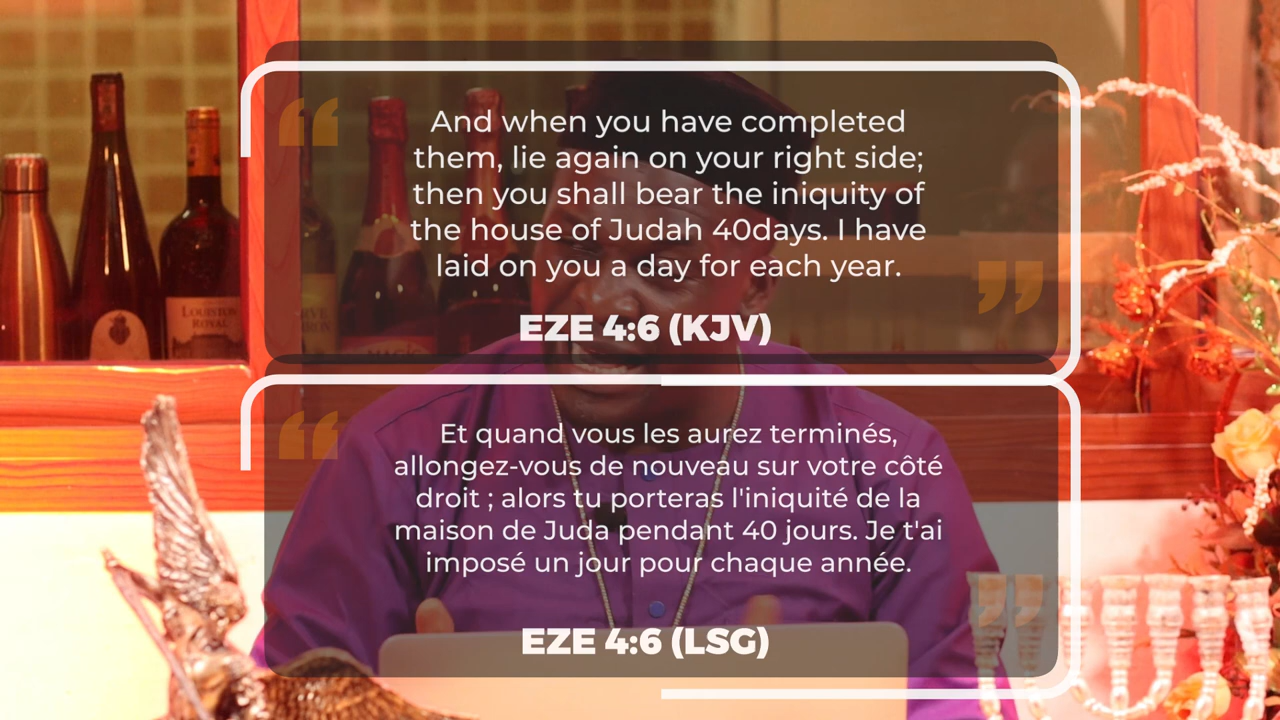 And when you have completed
them, lie again on your right side;
then you shall bear the iniquity of
the house of Judah 40days. I have
laid on you a day for each year.
EZE 4:6 (KJV)
Et quand vous les aurez terminés,
allongez-vous de nouveau sur votre côté
droit ; alors tu porteras l'iniquité de la
maison de Juda pendant 40 jours. Je t'ai
imposé un jour pour chaque année.
EZE 4:6 (LSG)
LOUISTON
ROYAL